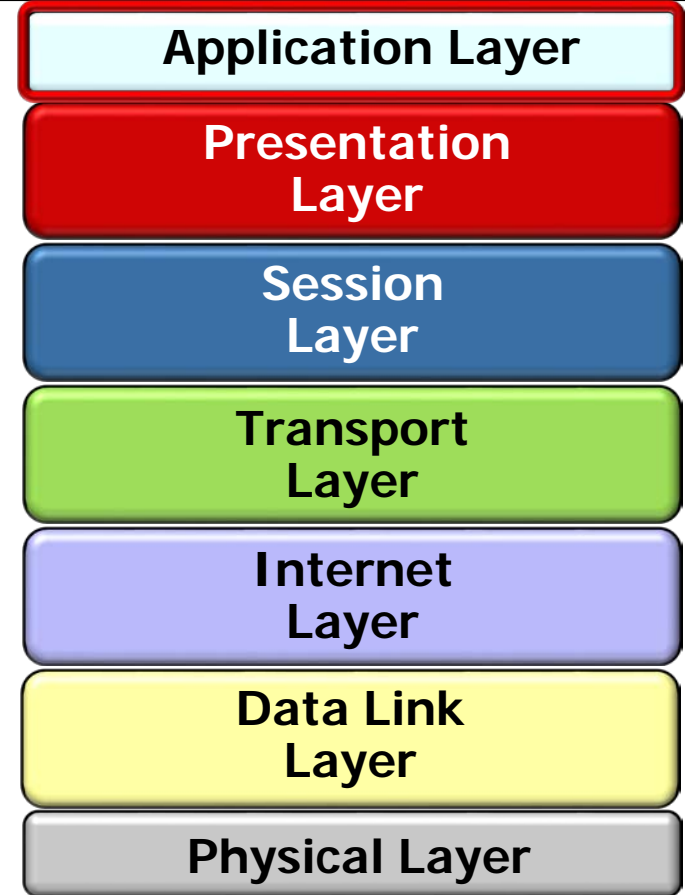 Application Layer
Presentation
Layer
Session
Layer
Transport
Layer
Internet
Layer
Data Link
Layer
Physical Layer